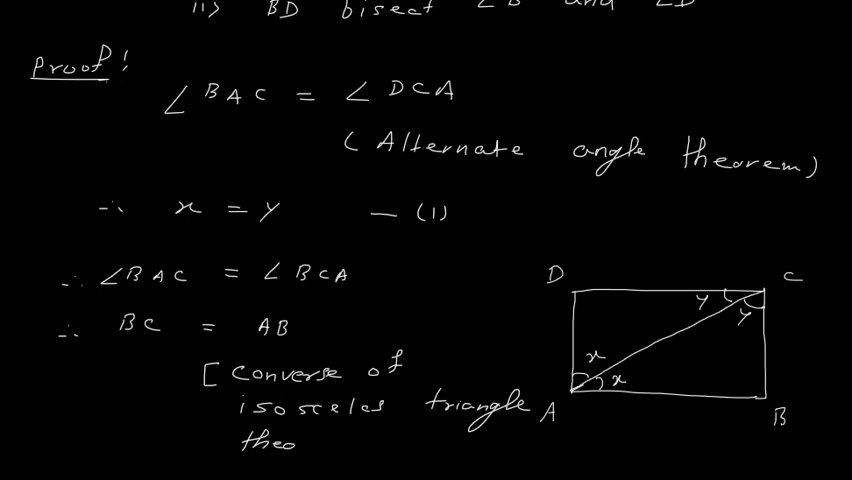 ii) BD bisect ∠B and ∠D
Proof!
∠BAC = ∠DCA
(Alternate angle theorem)
∴ x = y — (1)
∴ ∠BAC = ∠BCA
∴ BC = AB
[Converse of
isosceles triangle
theo
D C
y y
x x
A B